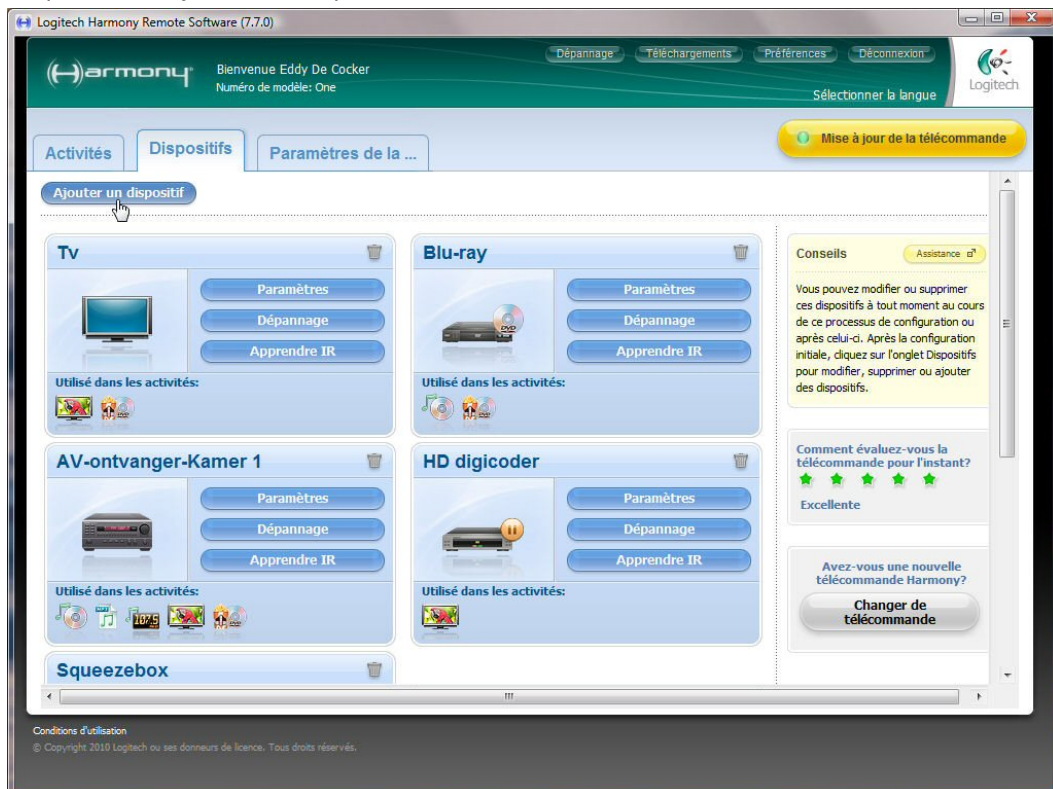 Logitech Harmony Remote Software (7.7.0)
Dépannage
Téléchargements
Préférences
Déconnexion
Harmony
Bienvenue Eddy De Cocker
Numéro de modèle: One
Sélectionner la langue
Logitech
Activités
Dispositifs
Paramètres de la ...
Mise à jour de la télécommande
Ajouter un dispositif
Tv
Paramètres
Dépannage
Apprendre IR
Utilisé dans les activités:
Blu-ray
DVD
Paramètres
Dépannage
Apprendre IR
Utilisé dans les activités:
AV-ontvanger-Kamer 1
Paramètres
Dépannage
Apprendre IR
Utilisé dans les activités:
107.5
HD digicoder
Paramètres
Dépannage
Apprendre IR
Utilisé dans les activités:
Squeezebox
Conseils
Assistance
Vous pouvez modifier ou supprimer
ces dispositifs à tout moment au cours
de ce processus de configuration ou
après celui-ci. Après la configuration
initiale, cliquez sur l'onglet Dispositifs
pour modifier, supprimer ou ajouter
des dispositifs.
Comment évaluez-vous la
télécommande pour l'instant?
Excellente
Avez-vous une nouvelle
télécommande Harmony?
Changer de
télécommande
Conditions d'utilisation
© Copyright 2010 Logitech ou ses donneurs de licence. Tous droits réservés.